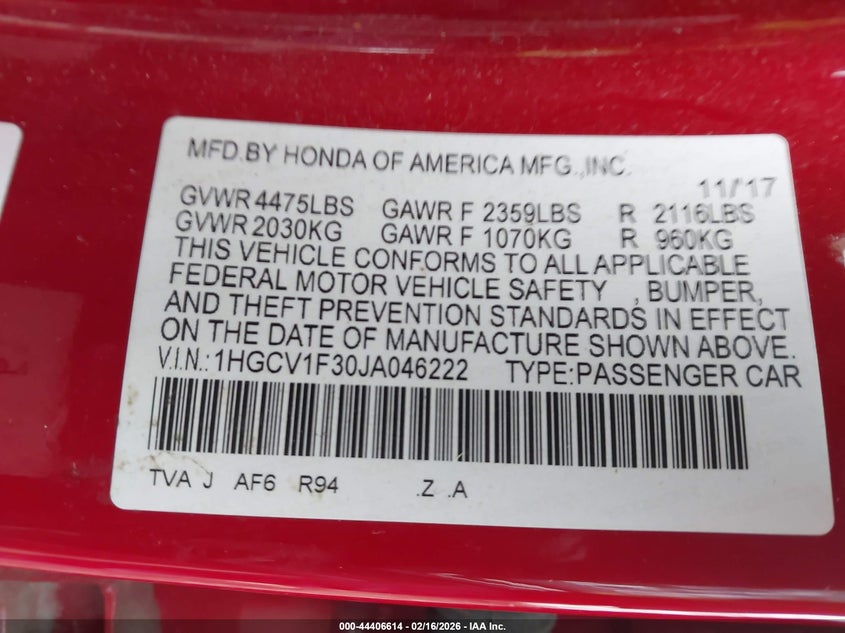 MFD.BY HONDA OF AMERICA MFG.,INC.
11/17
GVWR 4475LBS GAWR F 2359LBS R 2116LBS
GVWR 2030KG GAWR F 1070KG R 960KG
THIS VEHICLE CONFORMS TO ALL APPLICABLE
FEDERAL MOTOR VEHICLE SAFETY , BUMPER,
AND THEFT PREVENTION STANDARDS IN EFFECT
ON THE DATE OF MANUFACTURE SHOWN ABOVE.
V.I.N.:1HGCV1F30JA046222 TYPE:PASSENGER CAR
TVA J AF6 R94 .Z .A
000-44406614 - 02/16/2026 - IAA Inc.